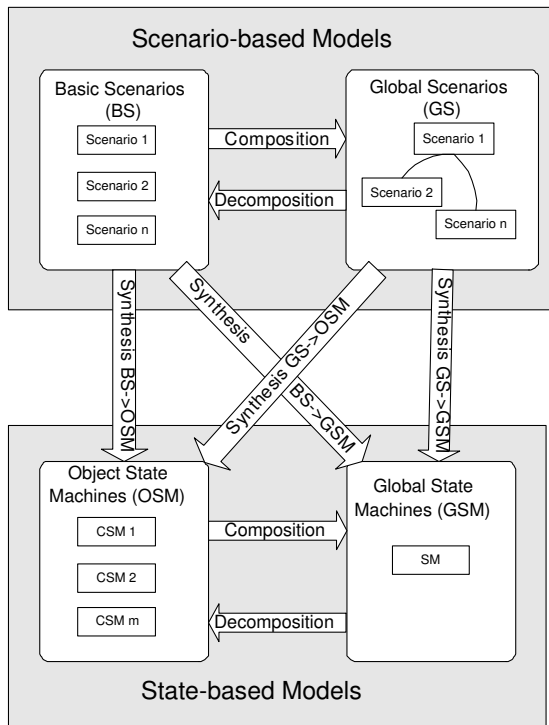 Scenario-based Models
Basic Scenarios
(BS)
Scenario 1
Scenario 2
Scenario n
Composition
Decomposition
Global Scenarios
(GS)
Scenario 1
Scenario 2
Scenario n
Synthesis BS->OSM
Synthesis BS->GSM
Synthesis GS->OSM
Synthesis GS->GSM
Object State
Machines (OSM)
CSM 1
CSM 2
CSM m
Composition
Decomposition
Global State
Machines (GSM)
SM
State-based Models